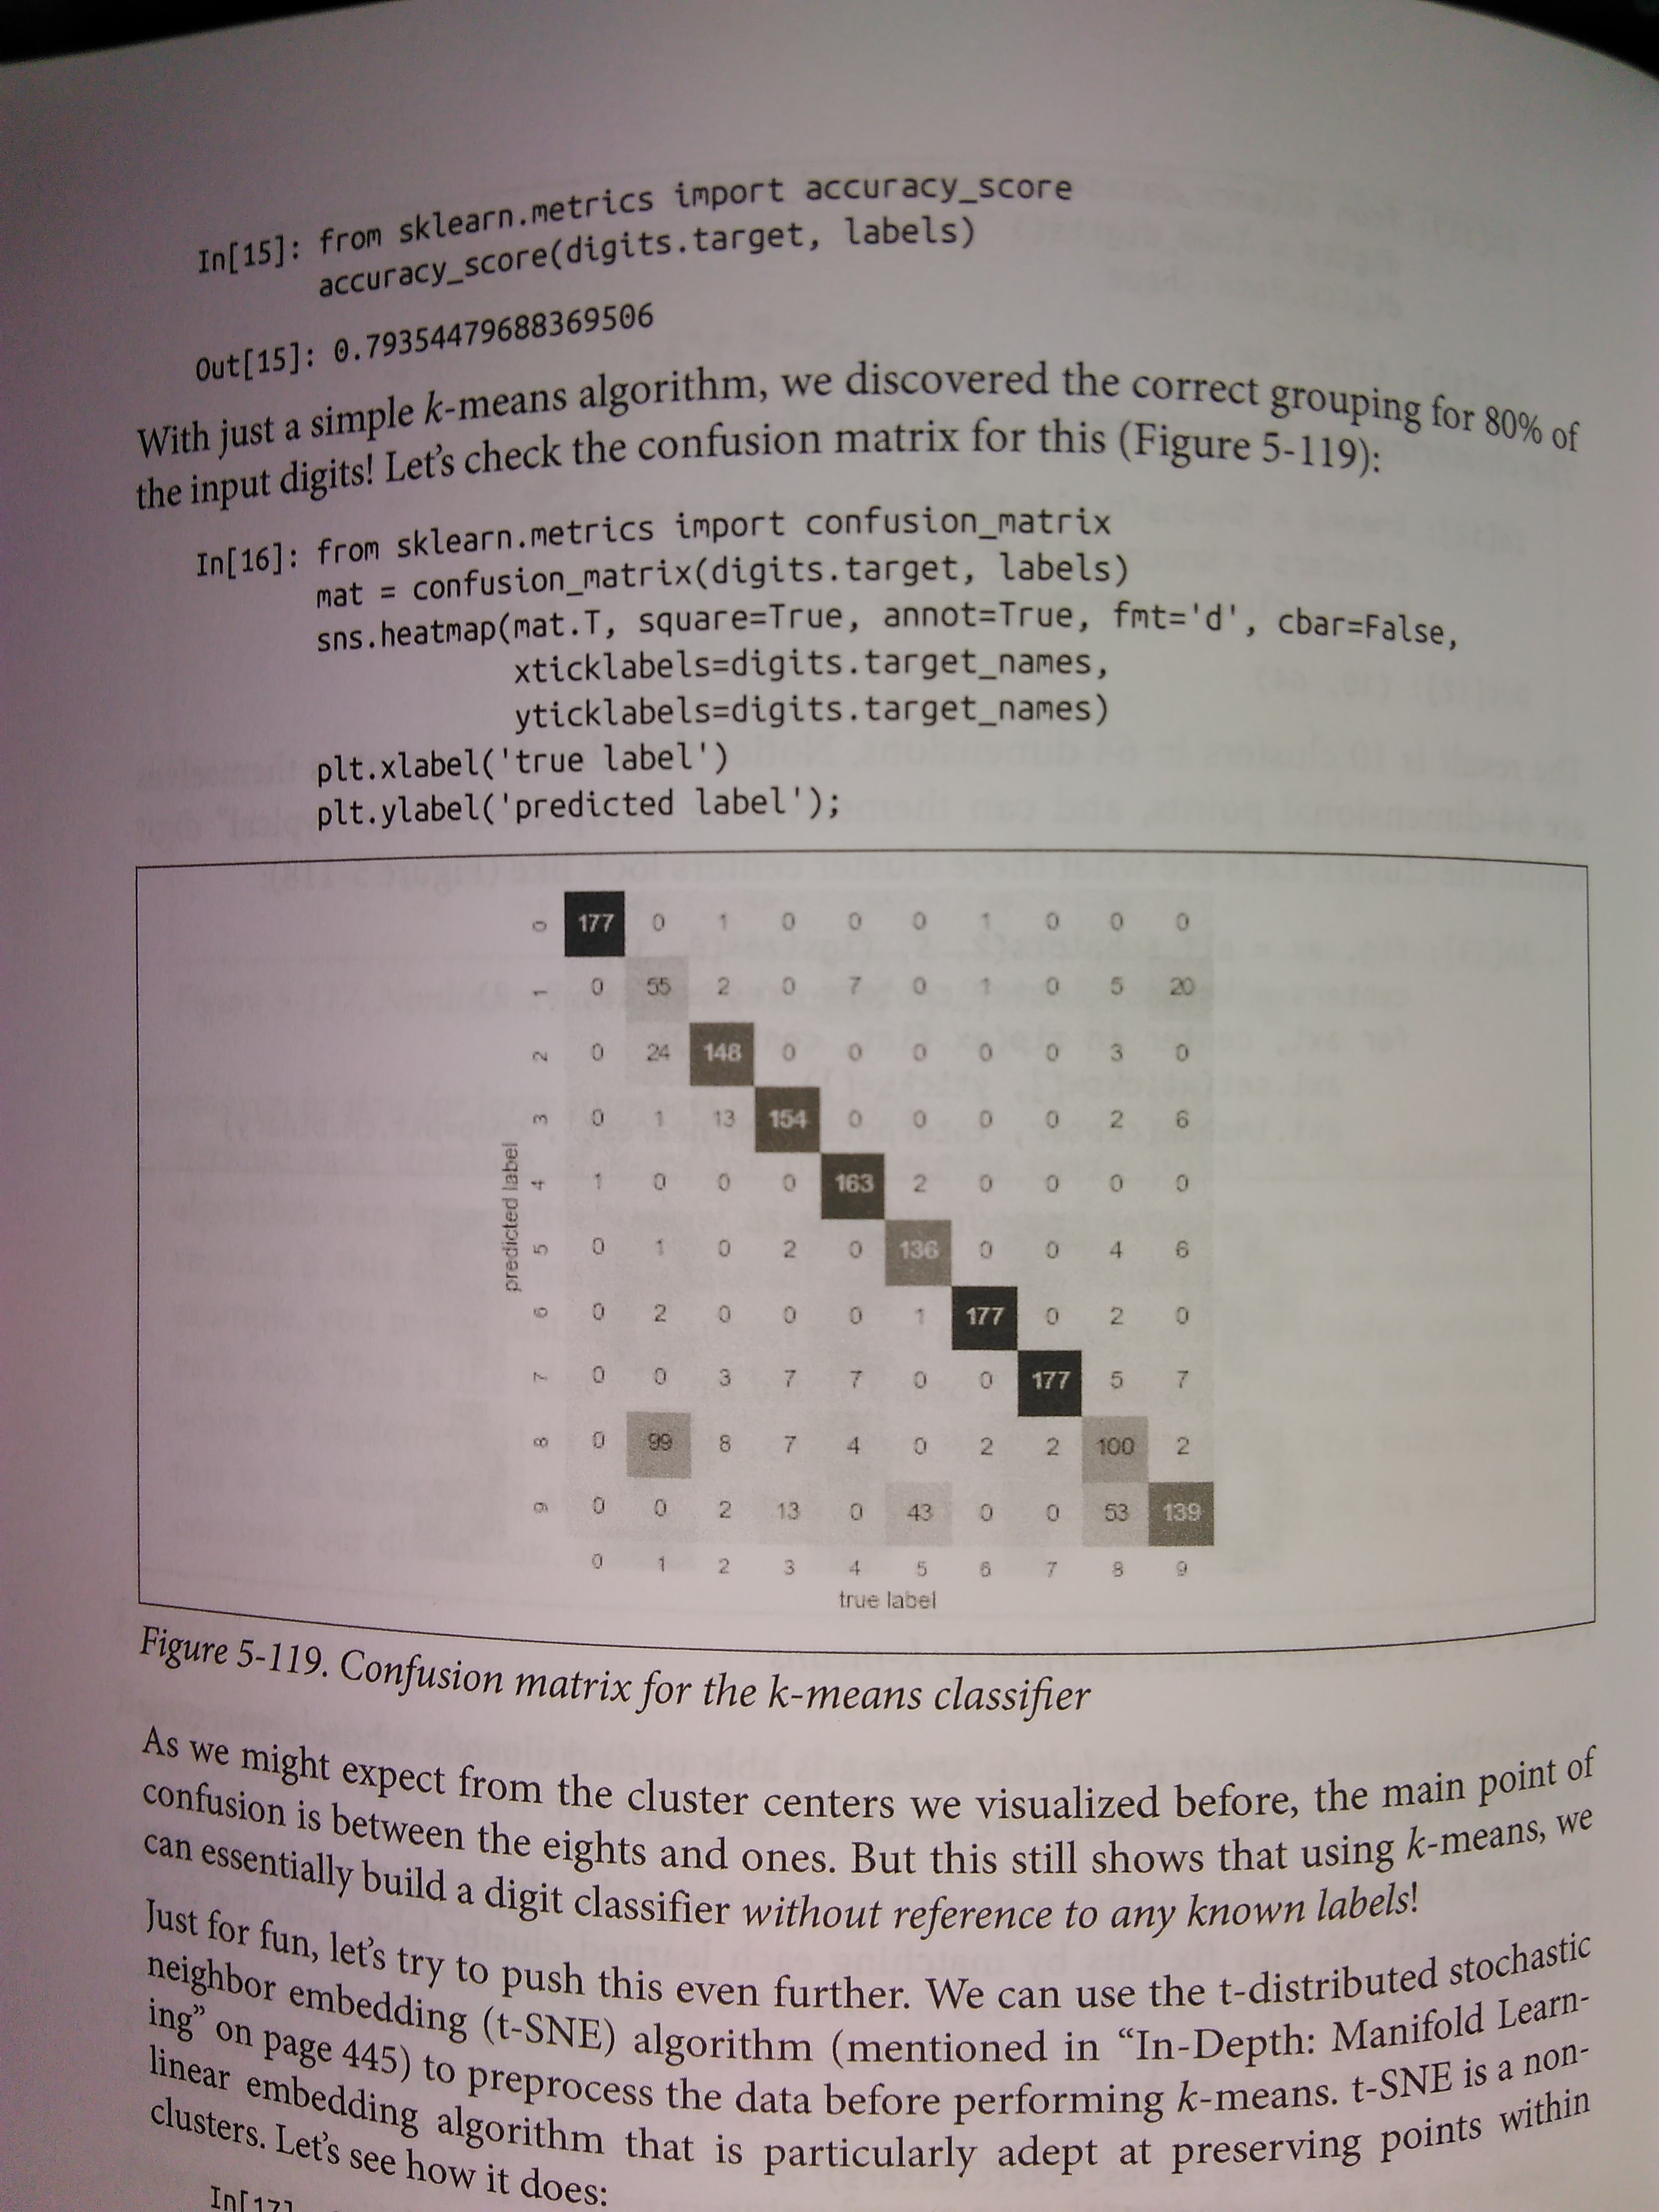 In[15]: from sklearn.metrics import accuracy_score
accuracy_score(digits.target, labels)
Out[15]: 0.79354479688369506
With just a simple k-means algorithm, we discovered the correct grouping for 80% of
the input digits! Let's check the confusion matrix for this (Figure 5-119):
In[16]: from sklearn.metrics import confusion_matrix
mat = confusion_matrix(digits.target, labels)
sns.heatmap(mat.T, square=True, annot=True, fmt='d', cbar=False,
xticklabels=digits.target_names,
yticklabels=digits.target_names)
plt.xlabel('true label')
plt.ylabel('predicted label');
predicted label
0 177 0 1 0 0 0 1 0 0 0
1 0 55 2 0 7 0 1 0 5 20
2 0 24 148 0 0 0 0 0 3 0
3 0 1 13 154 0 0 0 0 2 6
4 1 0 0 0 163 2 0 0 0 0
5 0 1 0 2 0 136 0 0 4 6
6 0 2 0 0 0 1 177 0 2 0
7 0 0 3 7 7 0 0 177 5 7
8 0 99 8 7 4 0 2 2 100 2
9 0 0 2 13 0 43 0 0 53 139
0 1 2 3 4 5 6 7 8 9
true label
Figure 5-119. Confusion matrix for the k-means classifier
As we might expect from the cluster centers we visualized before, the main point of
confusion is between the eights and ones. But this still shows that using k-means, we
can essentially build a digit classifier without reference to any known labels!
Just for fun, let's try to push this even further. We can use the t-distributed stochastic
neighbor embedding (t-SNE) algorithm (mentioned in “In-Depth: Manifold Learn-
ing” on page 445) to preprocess the data before performing k-means. t-SNE is a non-
linear embedding algorithm that is particularly adept at preserving points within
clusters. Let's see how it does:
In[17]